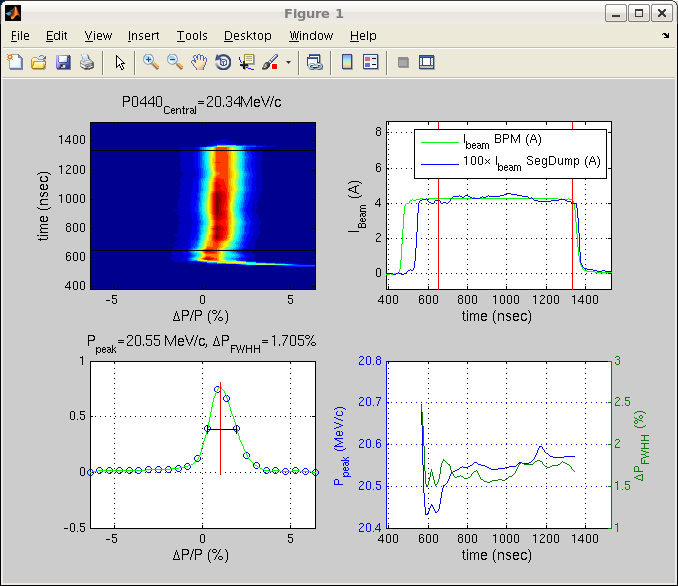 Figure 1
File Edit View Insert Tools Desktop Window Help
P0440Central=20.34MeV/c
1400
1200
1000
800
600
400
time (nsec)
-5 0 5
ΔP/P (%)
8
6
4
2
0
IBeam (A)
Ibeam BPM (A)
100× Ibeam SegDump (A)
400 600 800 1000 1200 1400
time (nsec)
Ppeak=20.55 MeV/c, ΔPFWHH=1.705%
1
0.5
0
-0.5
-5 0 5
ΔP/P (%)
20.8
20.7
20.6
20.5
20.4
Ppeak (MeV/c)
3
2.5
2
1.5
1
ΔPFWHH (%)
400 600 800 1000 1200 1400
time (nsec)